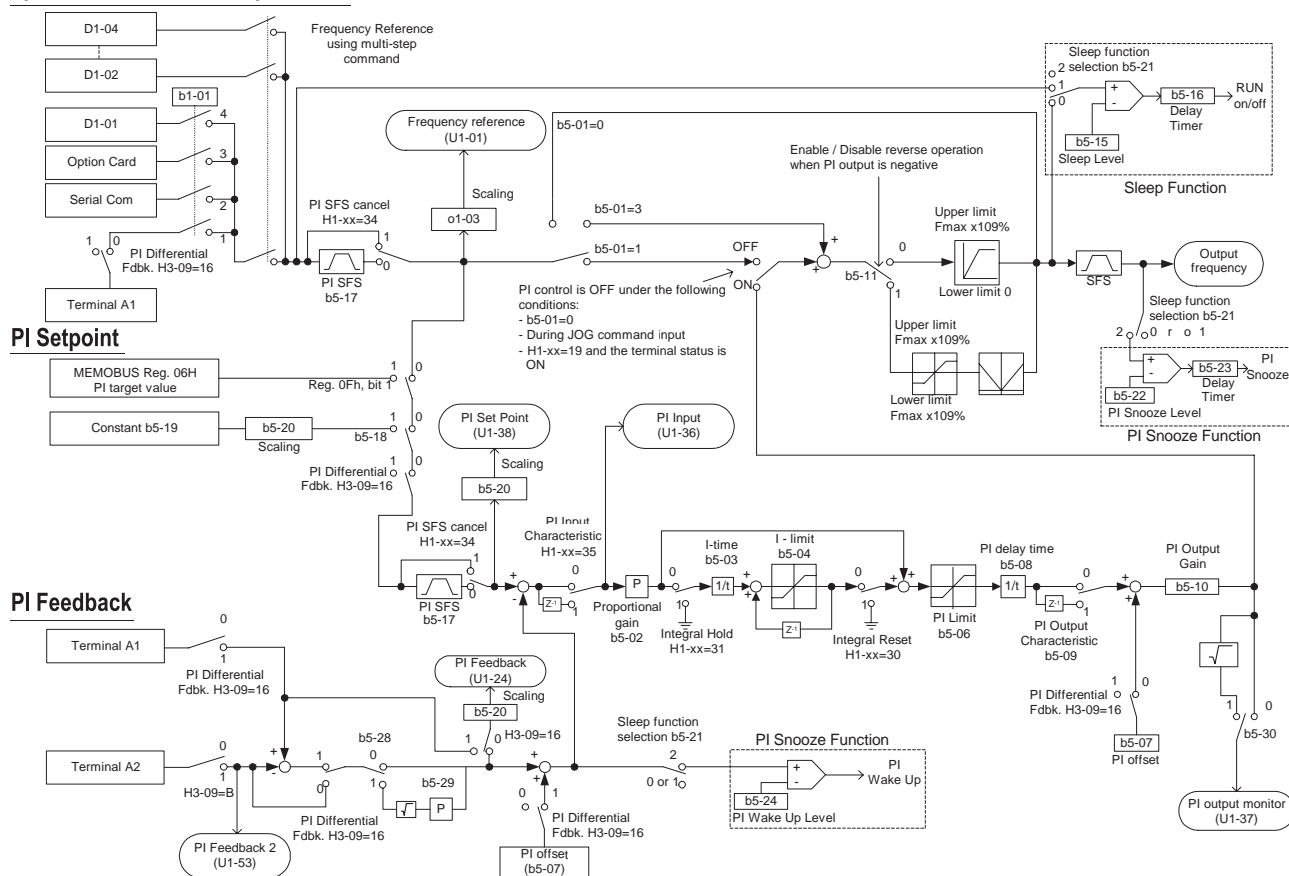 D1-04
D1-02
b1-01
D1-01
4
Option Card
3
Serial Com
2
1
1 0
PI Differential
Fdbk. H3-09=16
Terminal A1
Frequency Reference
using multi-step
command
PI SFS cancel
H1-xx=34
1
0
PI SFS
b5-17
Frequency reference
(U1-01)
Scaling
o1-03
b5-01=0
b5-01=3
b5-01=1
OFF
ON
PI control is OFF under the following
conditions:
- b5-01=0
- During JOG command input
- H1-xx=19 and the terminal status is
ON
Enable / Disable reverse operation
when PI output is negative
+
+
b5-11
0
1
Upper limit
Fmax x109%
Lower limit 0
Upper limit
Fmax x109%
Lower limit
Fmax x109%
Sleep function
selection b5-21
2
1
0
+
-
b5-15
Sleep Level
b5-16
Delay
Timer
RUN
on/off
Sleep Function
SFS
Output
frequency
Sleep function
selection b5-21
2
0 r o 1
+
-
b5-22
PI Snooze Level
b5-23
Delay
Timer
PI
Snooze
PI Snooze Function
PI Setpoint
MEMOBUS Reg. 06H
PI target value
1 0
Reg. 0Fh, bit 1
Constant b5-19
b5-20
Scaling
1 0
b5-18
1 0
PI Differential
Fdbk. H3-09=16
PI SFS cancel
H1-xx=34
1
0
PI SFS
b5-17
PI Set Point
(U1-38)
Scaling
b5-20
PI Input
(U1-36)
+
-
PI Input
Characteristic
H1-xx=35
0
Z-1
1
P
Proportional
gain
b5-02
0
1
Integral Hold
H1-xx=31
I-time
b5-03
1/t
+
+
I - limit
b5-04
Z-1
0
1
Integral Reset
H1-xx=30
+
+
PI Limit
b5-06
PI delay time
b5-08
1/t
0
Z-1
1
PI Output
Characteristic
b5-09
+
+
PI Output
Gain
b5-10
1 0
PI Differential
Fdbk. H3-09=16
b5-07
PI offset
√
1 0
b5-30
PI output monitor
(U1-37)
PI Feedback
Terminal A1
0
1
PI Differential
Fdbk. H3-09=16
Terminal A2
0
1
H3-09=B
PI Feedback 2
(U1-53)
+
-
1
0
PI Differential
Fdbk. H3-09=16
b5-28
0
1
√
b5-29
P
PI Feedback
(U1-24)
Scaling
b5-20
1 0
H3-09=16
+
+
0 1
PI Differential
Fdbk. H3-09=16
PI offset
(b5-07)
Sleep function
selection b5-21
2
0 or 1
PI Snooze Function
+
-
b5-24
PI Wake Up Level
PI
Wake Up